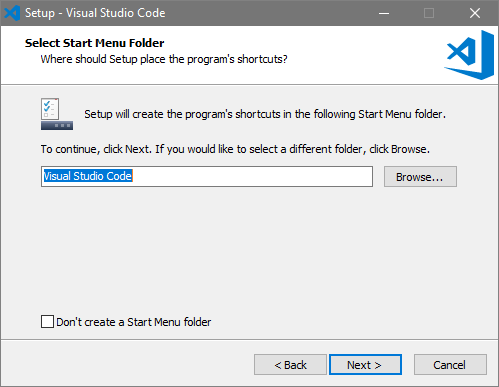 Setup - Visual Studio Code
Select Start Menu Folder
Where should Setup place the program's shortcuts?
Setup will create the program's shortcuts in the following Start Menu folder.
To continue, click Next. If you would like to select a different folder, click Browse.
Visual Studio Code
Browse...
Don't create a Start Menu folder
< Back
Next >
Cancel